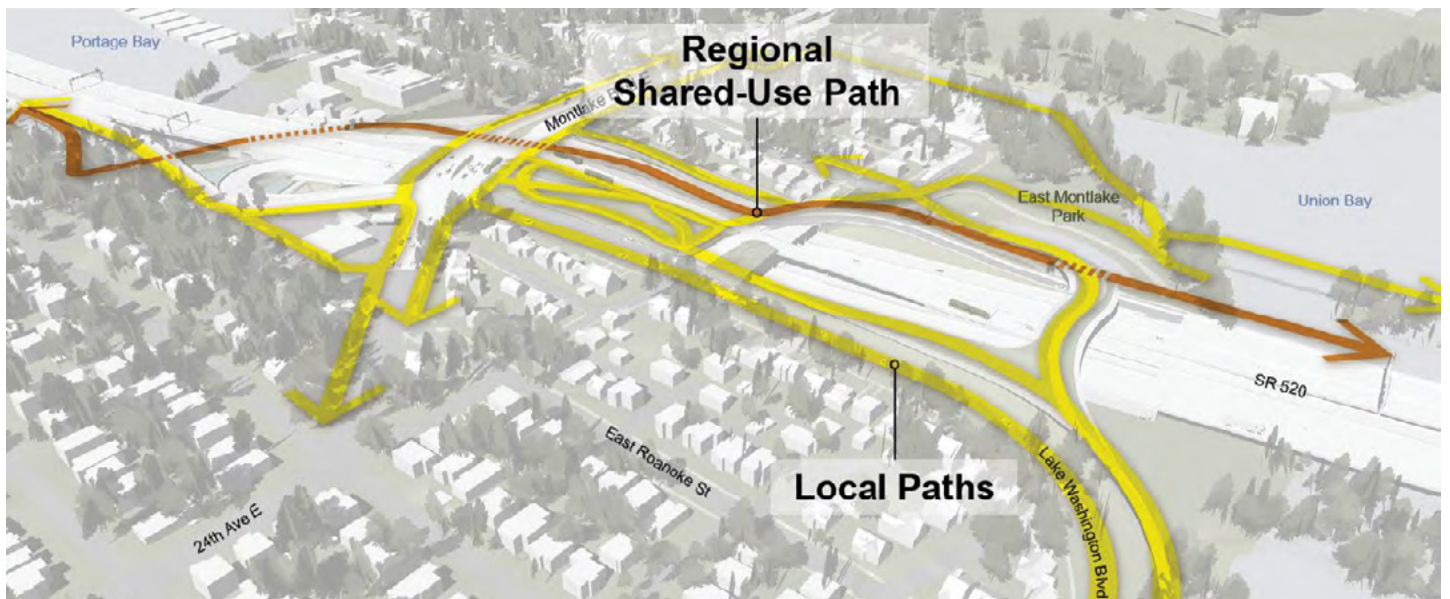 Portage Bay
Regional
Shared-Use Path
Montlake
East Montlake
Park
Union Bay
SR 520
Local Paths
East Roanoke St
24th Ave E
Lake Washington Blvd